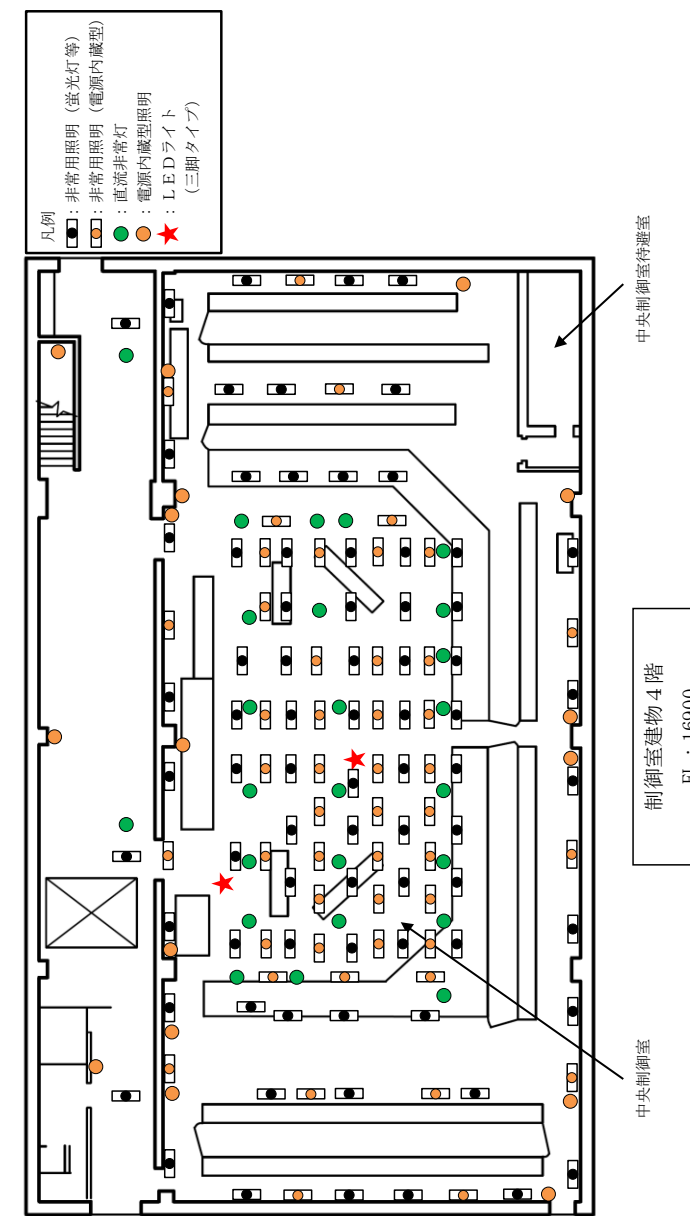 凡例
：非常用照明（蛍光灯等）
：非常用照明（電源内蔵型）
：直流非常灯
：電源内蔵型照明
：ＬＥＤライト
（三脚タイプ）
中央制御室待避室
中央制御室
制御室建物４階
EL：16900